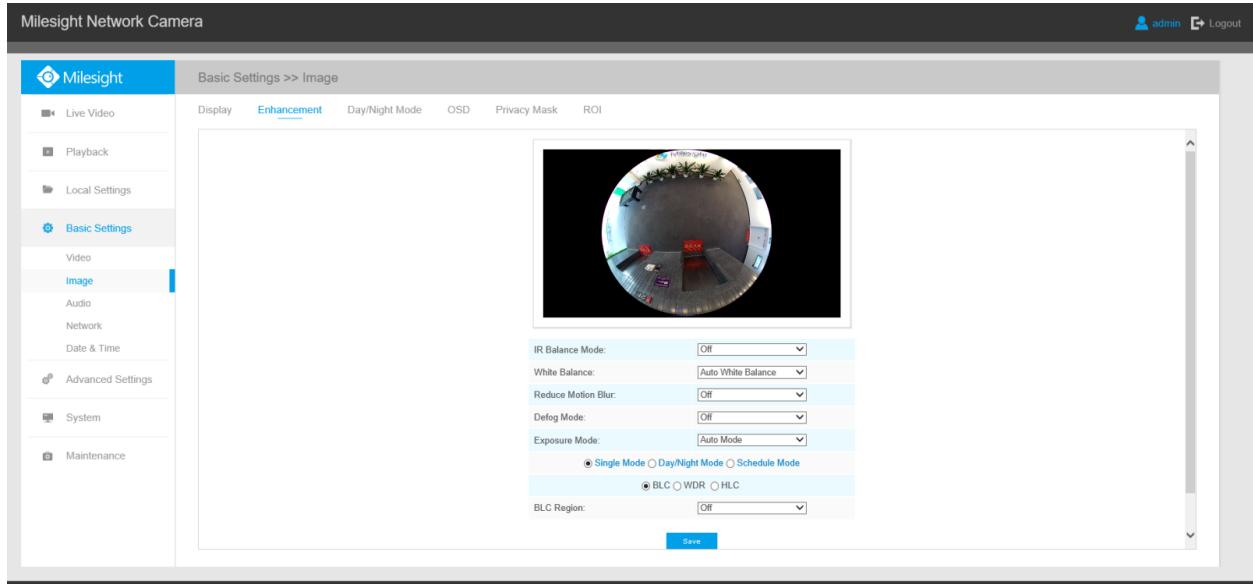 Milesight Network Camera
admin Logout
Milesight
Basic Settings >> Image
Live Video
Playback
Local Settings
Basic Settings
Video
Image
Audio
Network
Date & Time
Advanced Settings
System
Maintenance
Display Enhancement Day/Night Mode OSD Privacy Mask ROI
Milesight
IR Balance Mode: Off
White Balance: Auto White Balance
Reduce Motion Blur: Off
Defog Mode: Off
Exposure Mode: Auto Mode
Single Mode Day/Night Mode Schedule Mode
BLC WDR HLC
BLC Region: Off
Save